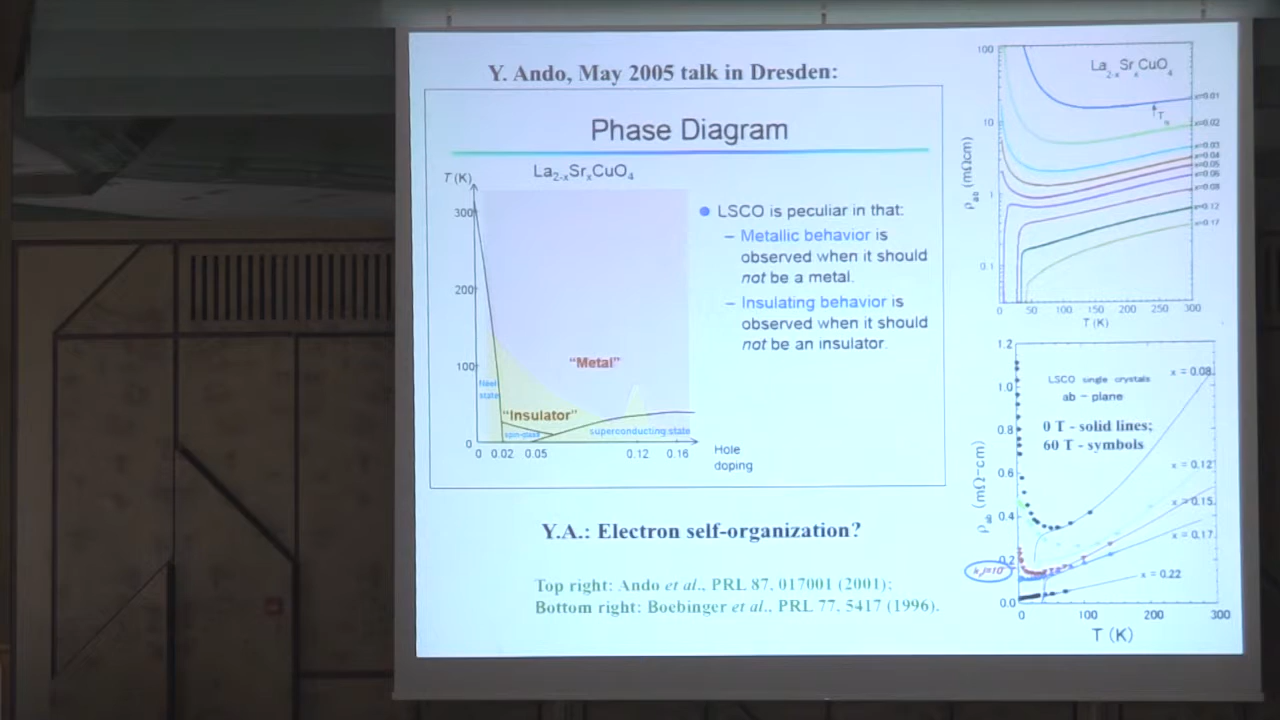 Y. Ando, May 2005 talk in Dresden:
Phase Diagram
La2-xSrxCuO4
T (K)
300
200
100
0
Néel
state
"Metal"
"Insulator"
spin-glass
superconducting state
0 0.02 0.05 0.12 0.16
Hole
doping
● LSCO is peculiar in that:
– Metallic behavior is
observed when it should
not be a metal.
– Insulating behavior is
observed when it should
not be an insulator.
Y.A.: Electron self-organization?
Top right: Ando et al., PRL 87, 017001 (2001);
Bottom right: Boebinger et al., PRL 77, 5417 (1996).
La2-xSrxCuO4
100
10
1
0.1
ρab (mΩcm)
x=0.01
TN
x=0.02
x=0.03
x=0.04
x=0.05
x=0.06
x=0.08
x=0.12
x=0.17
0 50 100 150 200 250 300
T (K)
1.2
1.0
0.8
0.6
0.4
0.2
0.0
ρab (mΩ-cm)
LSCO single crystals
ab – plane
0 T - solid lines;
60 T - symbols
x = 0.08
x = 0.12
x = 0.15
x = 0.17
x = 0.22
0 100 200 300
T (K)